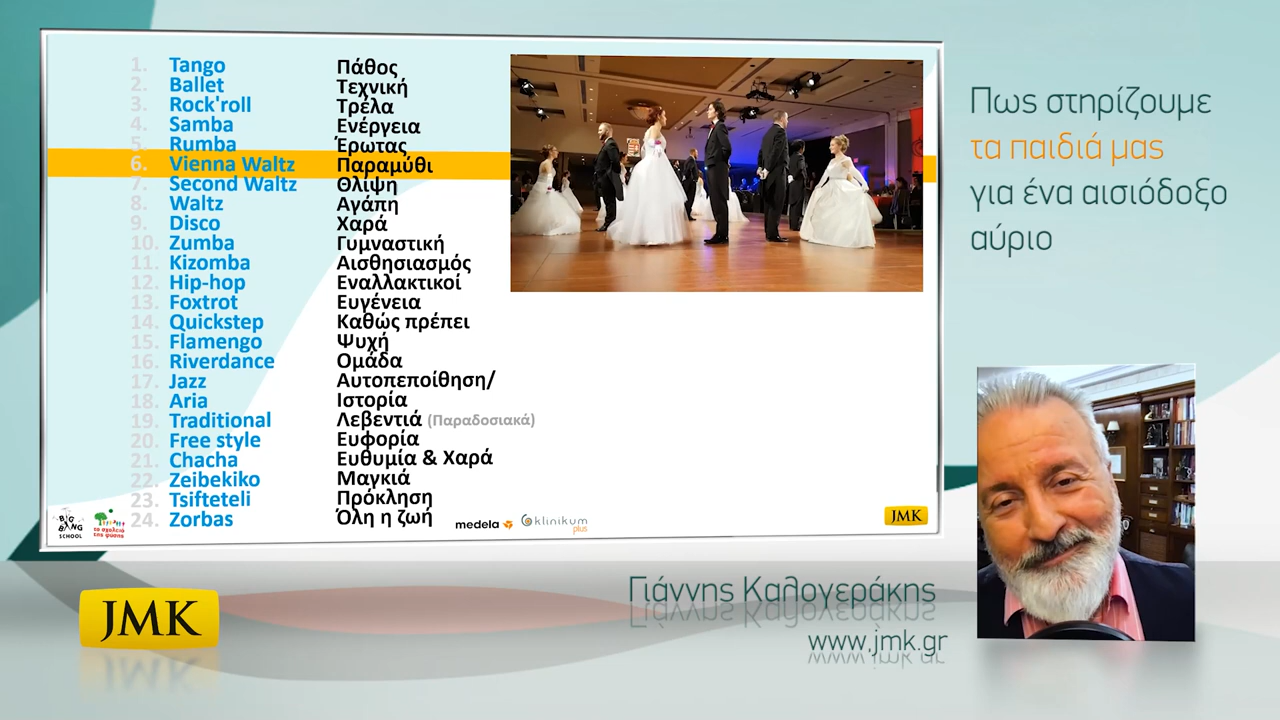 1. Tango Πάθος
2. Ballet Τεχνική
3. Rock'roll Τρέλα
4. Samba Ενέργεια
5. Rumba Έρωτας
6. Vienna Waltz Παραμύθι
7. Second Waltz Θλίψη
8. Waltz Αγάπη
9. Disco Χαρά
10. Zumba Γυμναστική
11. Kizomba Αισθησιασμός
12. Hip-hop Εναλλακτικοί
13. Foxtrot Ευγένεια
14. Quickstep Καθώς πρέπει
15. Flamengo Ψυχή
16. Riverdance Ομάδα
17. Jazz Αυτοπεποίθηση/
18. Aria Ιστορία
19. Traditional Λεβεντιά (Παραδοσιακά)
20. Free style Ευφορία
21. Chacha Ευθυμία & Χαρά
22. Zeibekiko Μαγκιά
23. Tsifteteli Πρόκληση
24. Zorbas Όλη η ζωή
BIG BANG
SCHOOL
το σχολείο
της φύσης
medela
klinikum
plus
JMK
Πως στηρίζουμε
τα παιδιά μας
για ένα αισιόδοξο
αύριο
JMK
Γιάννης Καλογεράκης
www.jmk.gr